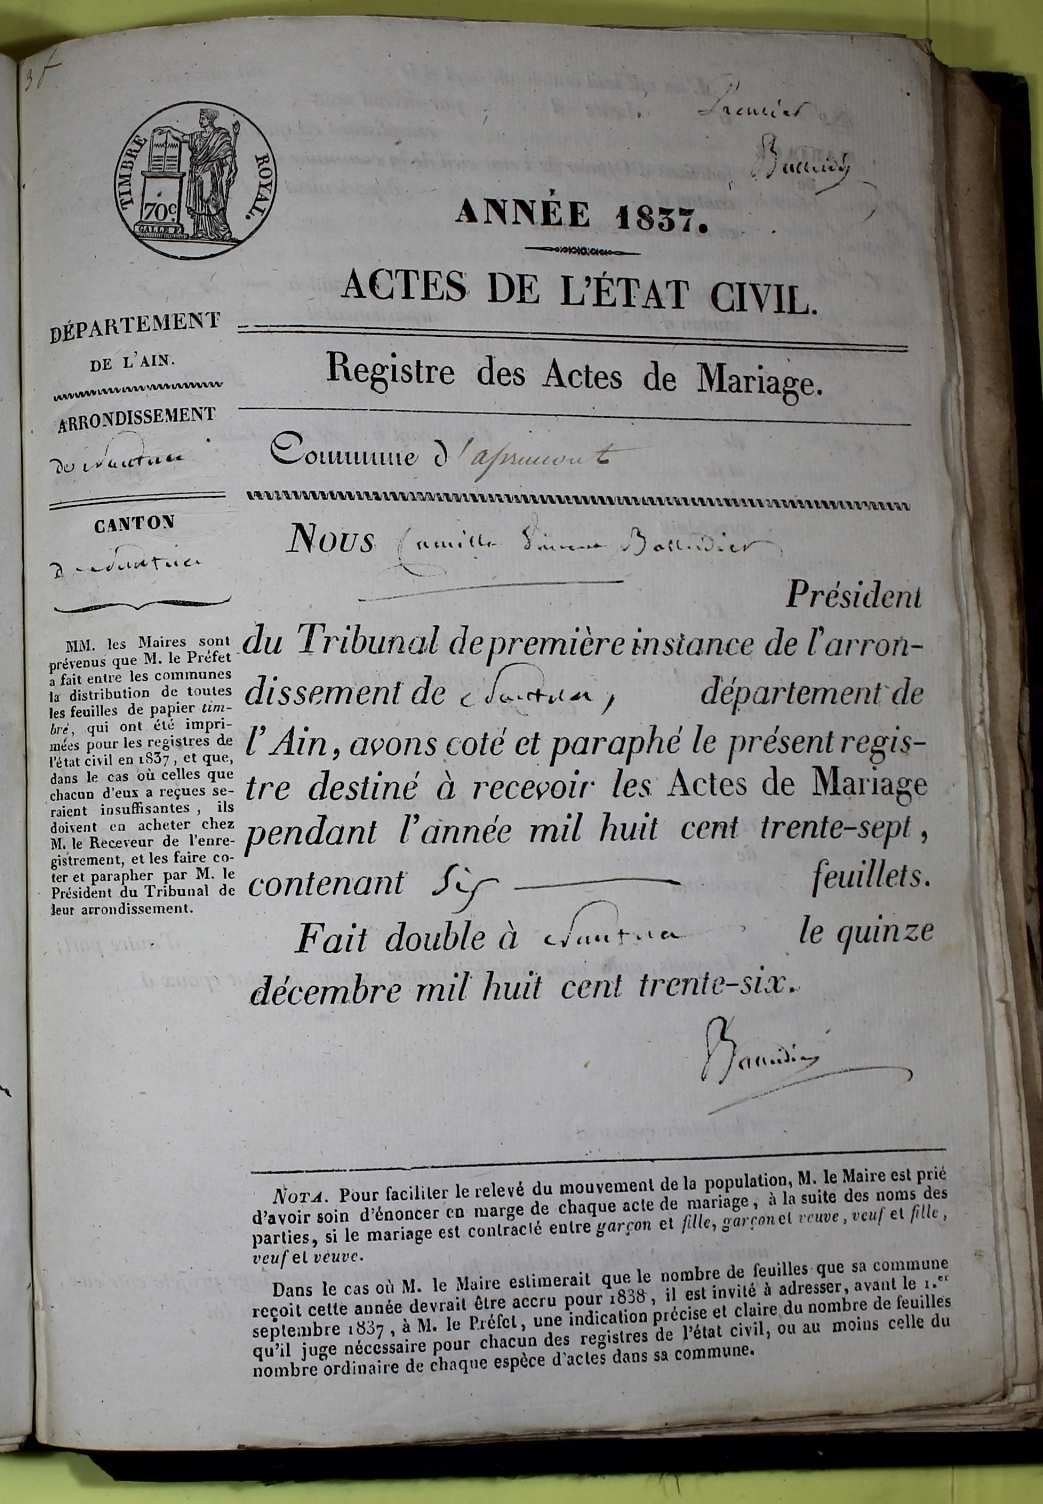 TIMBRE ROYAL.
70c
Premier
ANNÉE 1837.
ACTES DE L'ÉTAT CIVIL.
DÉPARTEMENT
DE L'AIN.
ARRONDISSEMENT
de Nantua
CANTON
de Nantua
MM. les Maires sont
prévenus que M. le Préfet
a fait entre les communes
la distribution de toutes
les feuilles de papier tim-
bré, qui ont été impri-
mées pour les registres de
l'état civil en 1837, et que,
dans le cas où celles que
chacun d'eux a reçues se-
raient insuffisantes, ils
doivent en acheter chez
M. le Receveur de l'enre-
gistrement, et les faire co-
ter et parapher par M. le
Président du Tribunal de
leur arrondissement.
Registre des Actes de Mariage.
Commune d'apremont
Nous Camille
Président
du Tribunal de première instance de l'arron-
dissement de Nantua, département de
l'Ain, avons coté et paraphé le présent regis-
tre destiné à recevoir les Actes de Mariage
pendant l'année mil huit cent trente-sept,
contenant Six feuillets.
Fait double à Nantua le quinze
décembre mil huit cent trente-six.
NOTA. Pour faciliter le relevé du mouvement de la population, M. le Maire est prié
d'avoir soin d'énoncer en marge de chaque acte de mariage, à la suite des noms des
parties, si le mariage est contracté entre garçon et fille, garçon et veuve, veuf et fille,
veuf et veuve.
Dans le cas où M. le Maire estimerait que le nombre de feuilles que sa commune
reçoit cette année devrait être accru pour 1838, il est invité à adresser, avant le 1.er
septembre 1837, à M. le Préfet, une indication précise et claire du nombre de feuilles
qu'il juge nécessaire pour chacun des registres de l'état civil, ou au moins celle du
nombre ordinaire de chaque espèce d'actes dans sa commune.